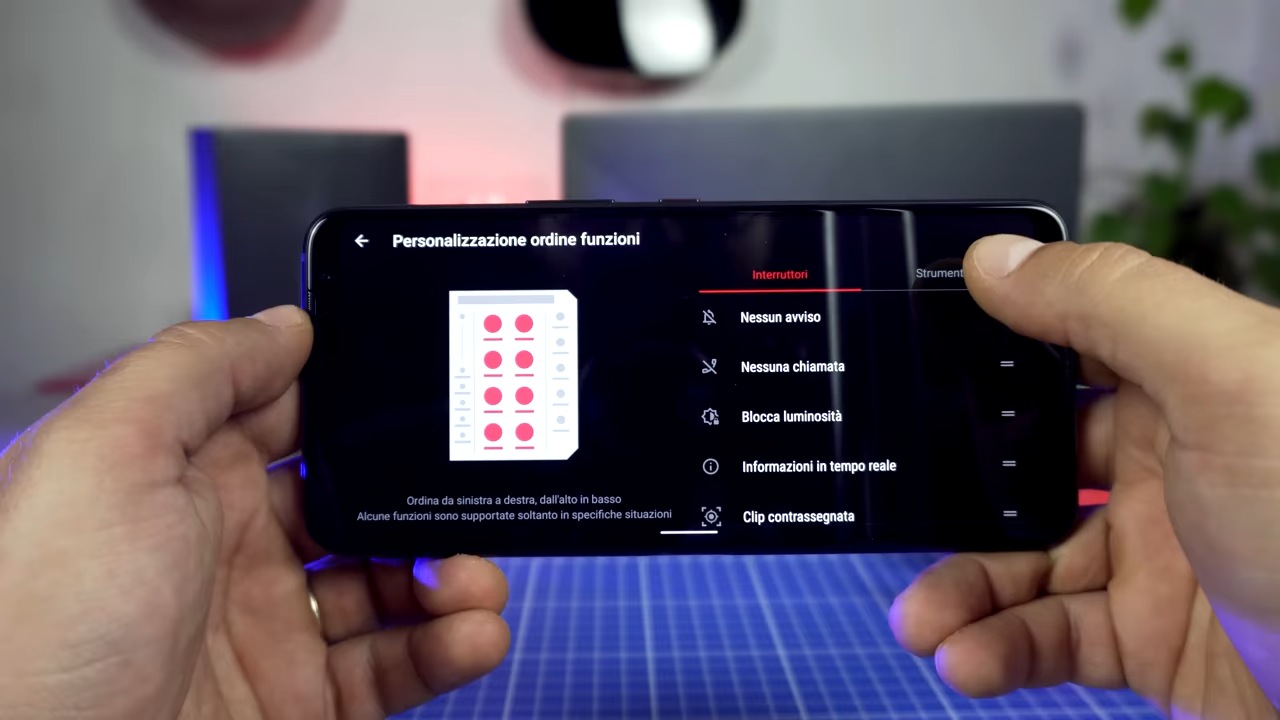 Personalizzazione ordine funzioni
Interruttori
Strument
Nessun avviso
Nessuna chiamata
Blocca luminosità
Informazioni in tempo reale
Clip contrassegnata
Ordina da sinistra a destra, dall'alto in basso
Alcune funzioni sono supportate soltanto in specifiche situazioni